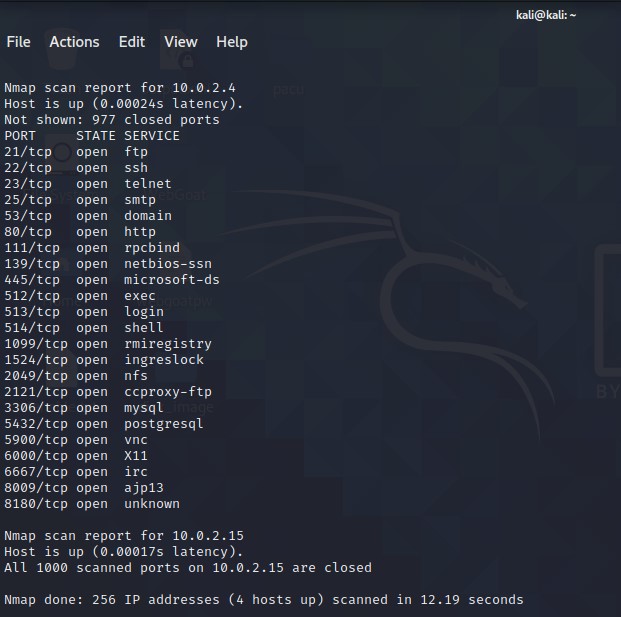 kali@kali: ~
File Actions Edit View Help
Nmap scan report for 10.0.2.4
Host is up (0.00024s latency).
Not shown: 977 closed ports
PORT     STATE SERVICE
21/tcp   open  ftp
22/tcp   open  ssh
23/tcp   open  telnet
25/tcp   open  smtp
53/tcp   open  domain
80/tcp   open  http
111/tcp  open  rpcbind
139/tcp  open  netbios-ssn
445/tcp  open  microsoft-ds
512/tcp  open  exec
513/tcp  open  login
514/tcp  open  shell
1099/tcp open  rmiregistry
1524/tcp open  ingreslock
2049/tcp open  nfs
2121/tcp open  ccproxy-ftp
3306/tcp open  mysql
5432/tcp open  postgresql
5900/tcp open  vnc
6000/tcp open  X11
6667/tcp open  irc
8009/tcp open  ajp13
8180/tcp open  unknown
Nmap scan report for 10.0.2.15
Host is up (0.00017s latency).
All 1000 scanned ports on 10.0.2.15 are closed
Nmap done: 256 IP addresses (4 hosts up) scanned in 12.19 seconds
BY